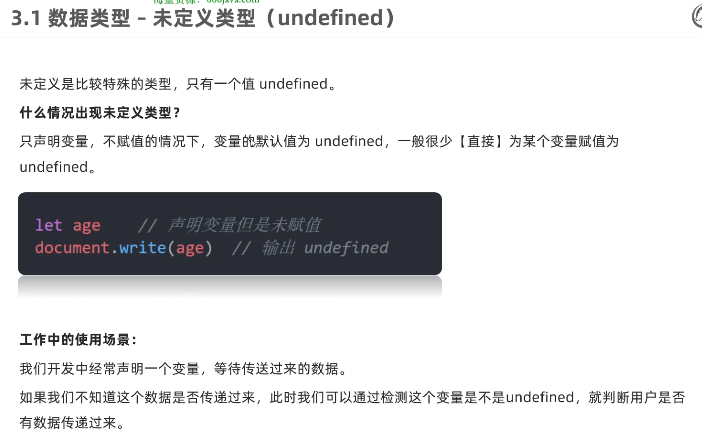 3.1 数据类型 – 未定义类型（undefined）
未定义是比较特殊的类型，只有一个值 undefined。
什么情况出现未定义类型？
只声明变量，不赋值的情况下，变量的默认值为 undefined，一般很少【直接】为某个变量赋值为
undefined。
let age // 声明变量但是未赋值
document.write(age) // 输出 undefined
工作中的使用场景：
我们开发中经常声明一个变量，等待传送过来的数据。
如果我们不知道这个数据是否传递过来，此时我们可以通过检测这个变量是不是undefined，就判断用户是否
有数据传递过来。